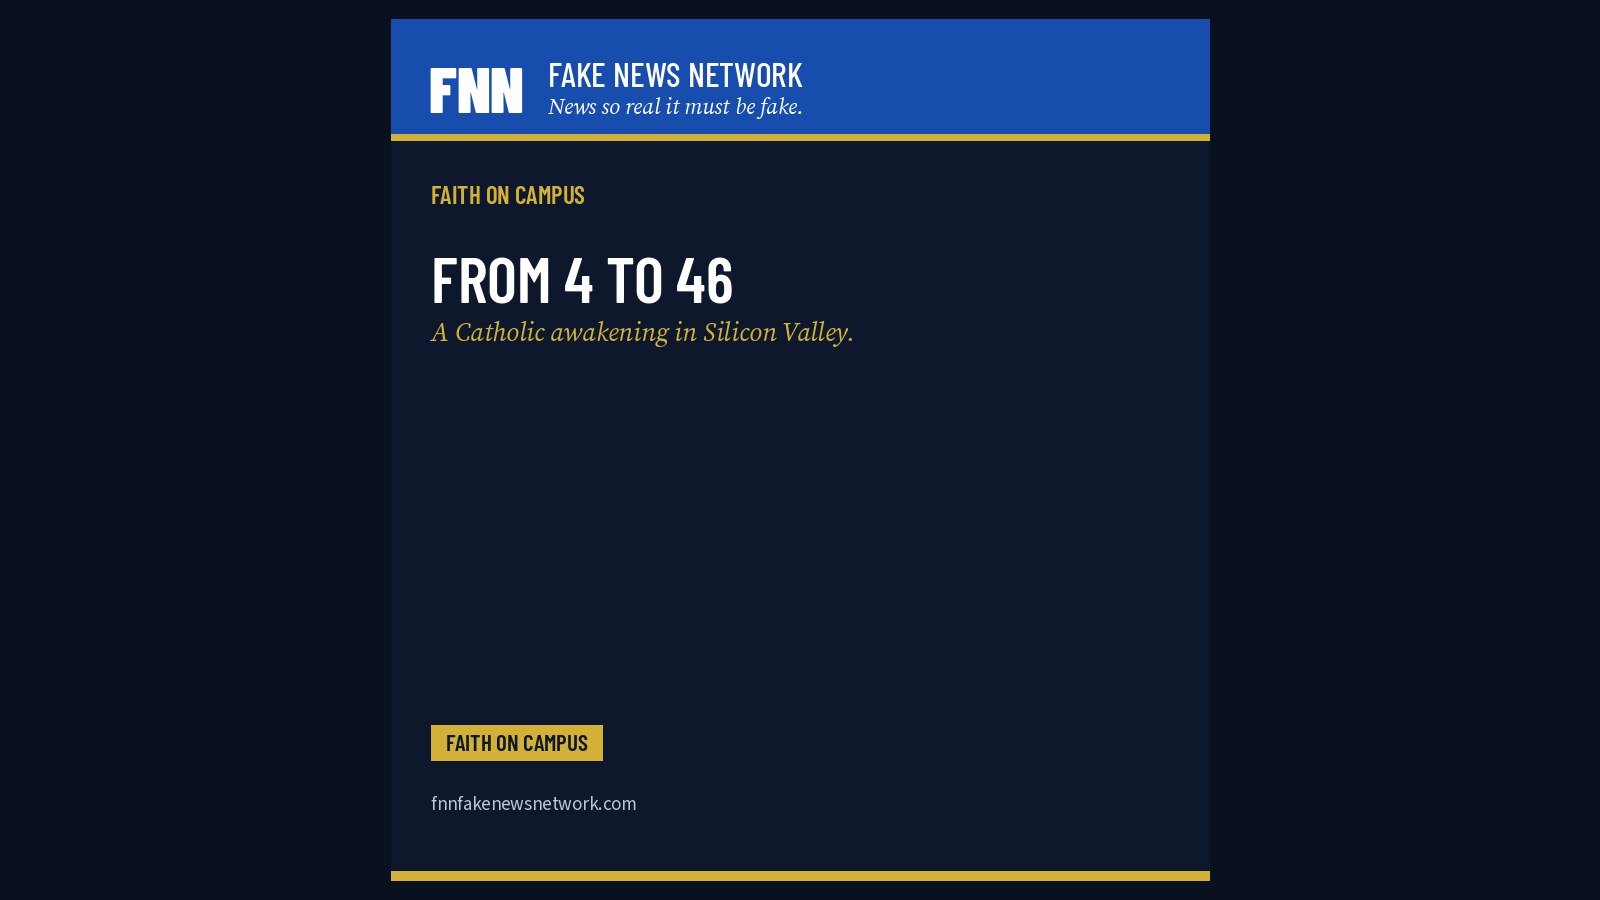 FNN
FAKE NEWS NETWORK
News so real it must be fake.
FAITH ON CAMPUS
FROM 4 TO 46
A Catholic awakening in Silicon Valley.
FAITH ON CAMPUS
fnnfakenewsnetwork.com